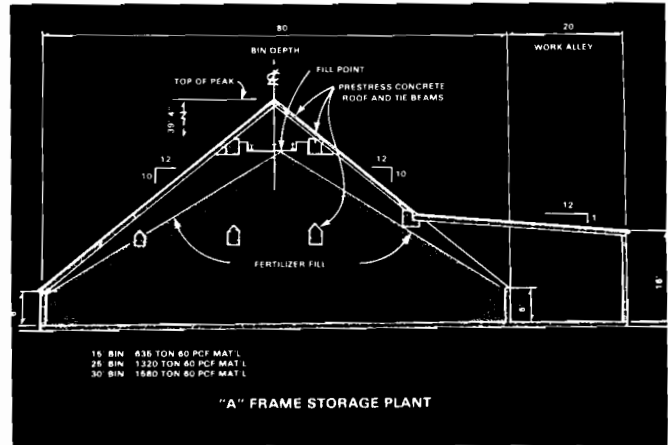 80
20
BIN DEPTH
WORK ALLEY
FILL POINT
TOP OF PEAK
PRESTRESS CONCRETE
ROOF AND TIE BEAMS
39'4"
12
10
12
10
12
1
FERTILIZER FILL
6'
16'
15' BIN 635 TON 60 PCF MAT'L
25' BIN 1320 TON 60 PCF MAT'L
30' BIN 1580 TON 60 PCF MAT'L
"A" FRAME STORAGE PLANT